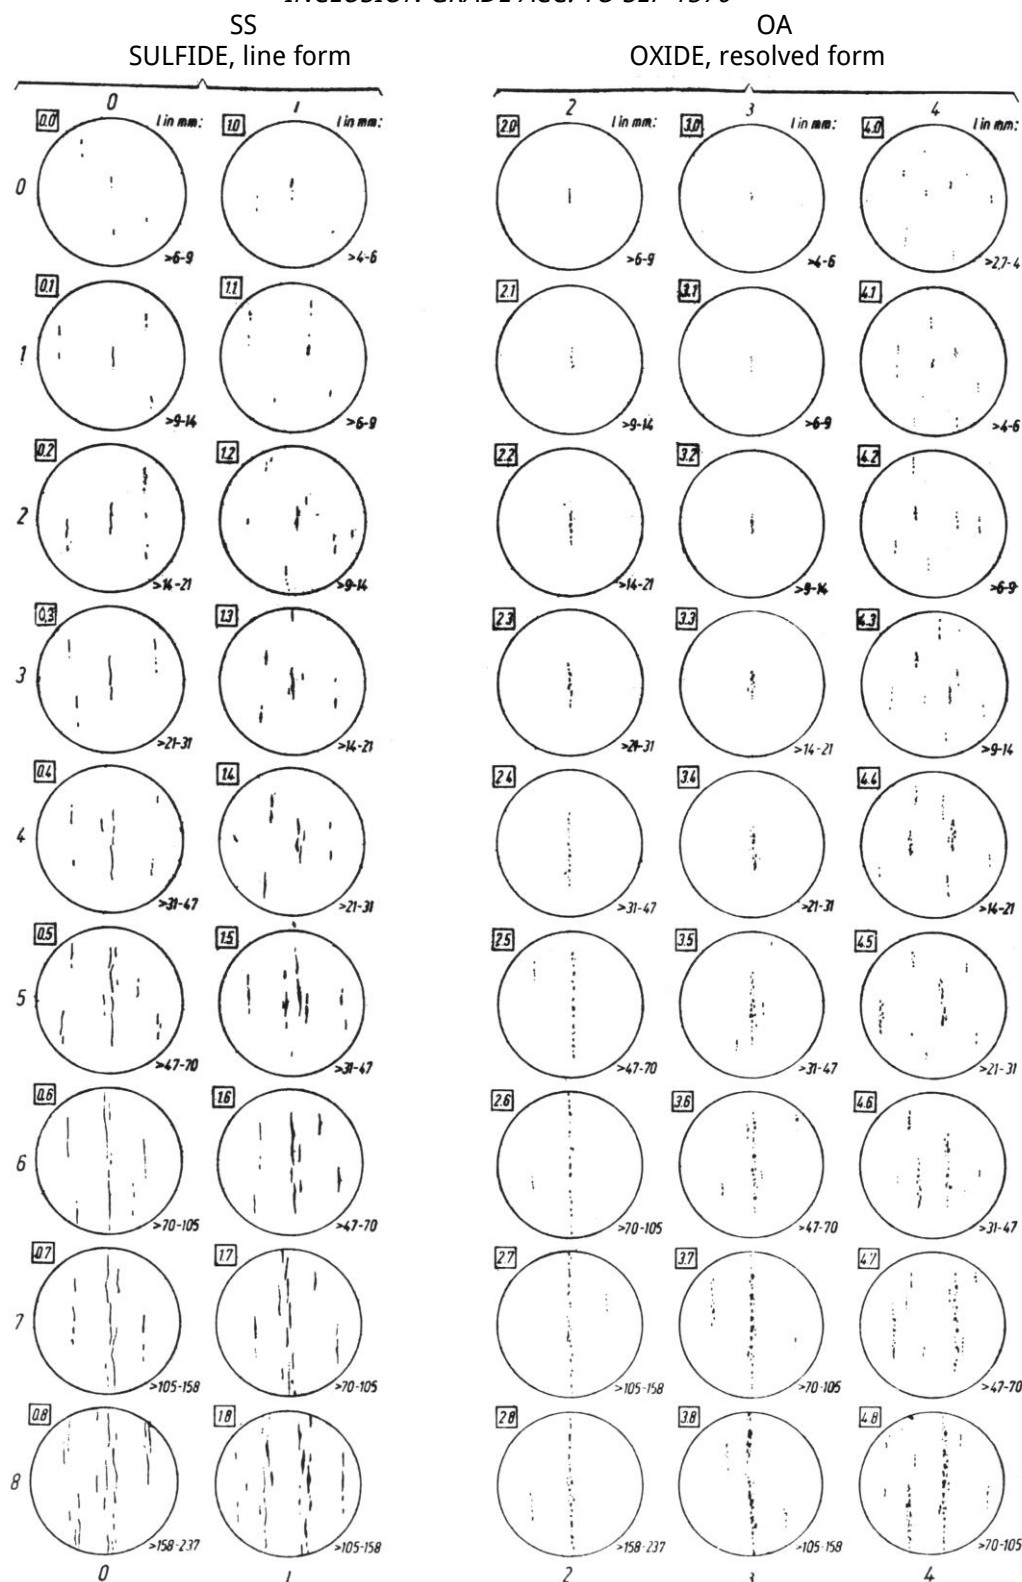 INCLUSION GRADE ACC. TO SEP 1570
SS
OA
SULFIDE, line form
OXIDE, resolved form
0 1 2 3 4
0.0 l in mm: 1.0 l in mm: 2.0 l in mm: 3.0 l in mm: 4.0 l in mm:
0
>6-9 >4-6 >6-9 >4-6 >2,7-4
0.1 1.1 2.1 3.1 4.1
1
>9-14 >6-9 >9-14 >6-9 >4-6
0.2 1.2 2.2 3.2 4.2
2
>14-21 >9-14 >14-21 >9-14 >6-9
0,3 1.3 2.3 3.3 4.3
3
>21-31 >14-21 >21-31 >14-21 >9-14
0.4 1.4 2.4 3.4 4.4
4
>31-47 >21-31 >31-47 >21-31 >14-21
0.5 1.5 2.5 3.5 4.5
5
>47-70 >31-47 >47-70 >31-47 >21-31
0.6 1.6 2.6 3.6 4.6
6
>70-105 >47-70 >70-105 >47-70 >31-47
0.7 1.7 2.7 3.7 4.7
7
>105-158 >70-105 >105-158 >70-105 >47-70
0.8 1.8 2.8 3.8 4.8
8
>158-237 >105-158 >158-237 >105-158 >70-105
0 1 2 3 4